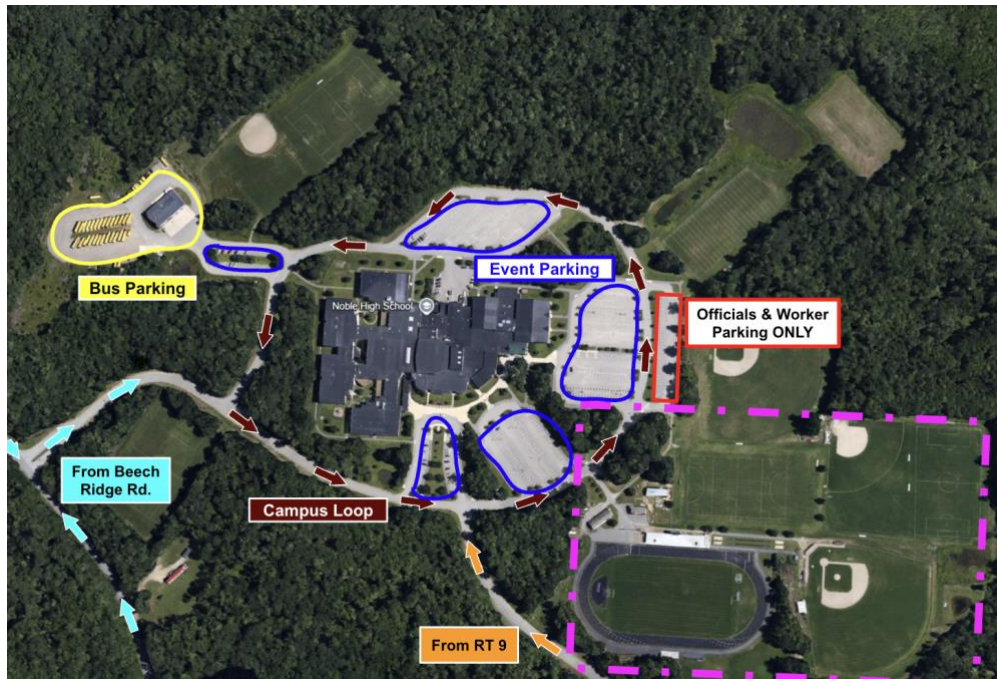 Bus Parking
Noble High School
Event Parking
Officials & Worker
Parking ONLY
From Beech
Ridge Rd.
Campus Loop
From RT 9